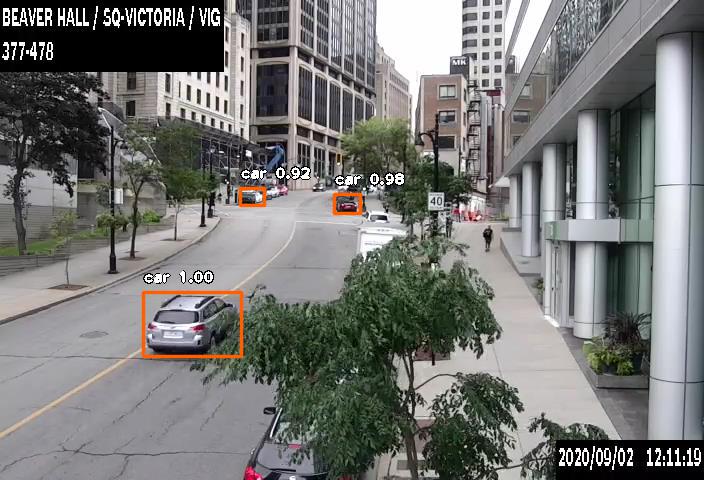 BEAVER HALL / SQ-VICTORIA / VIG
377-478
MK
car 0.92
car 0.98
40
car 1.00
2020/09/02 12:11:19